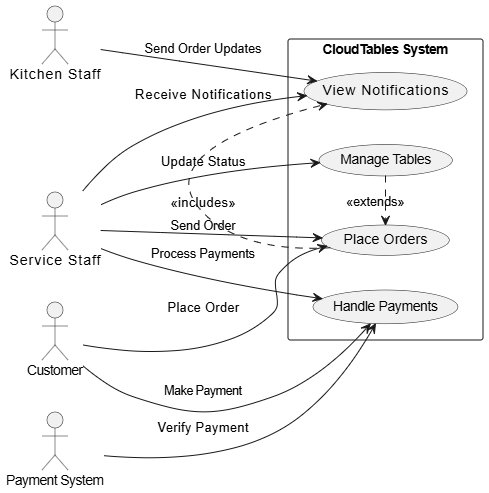 CloudTables System
Kitchen Staff
Send Order Updates
View Notifications
Receive Notifications
Update Status
Manage Tables
«includes»
«extends»
Service Staff
Send Order
Place Orders
Process Payments
Place Order
Handle Payments
Customer
Make Payment
Verify Payment
Payment System